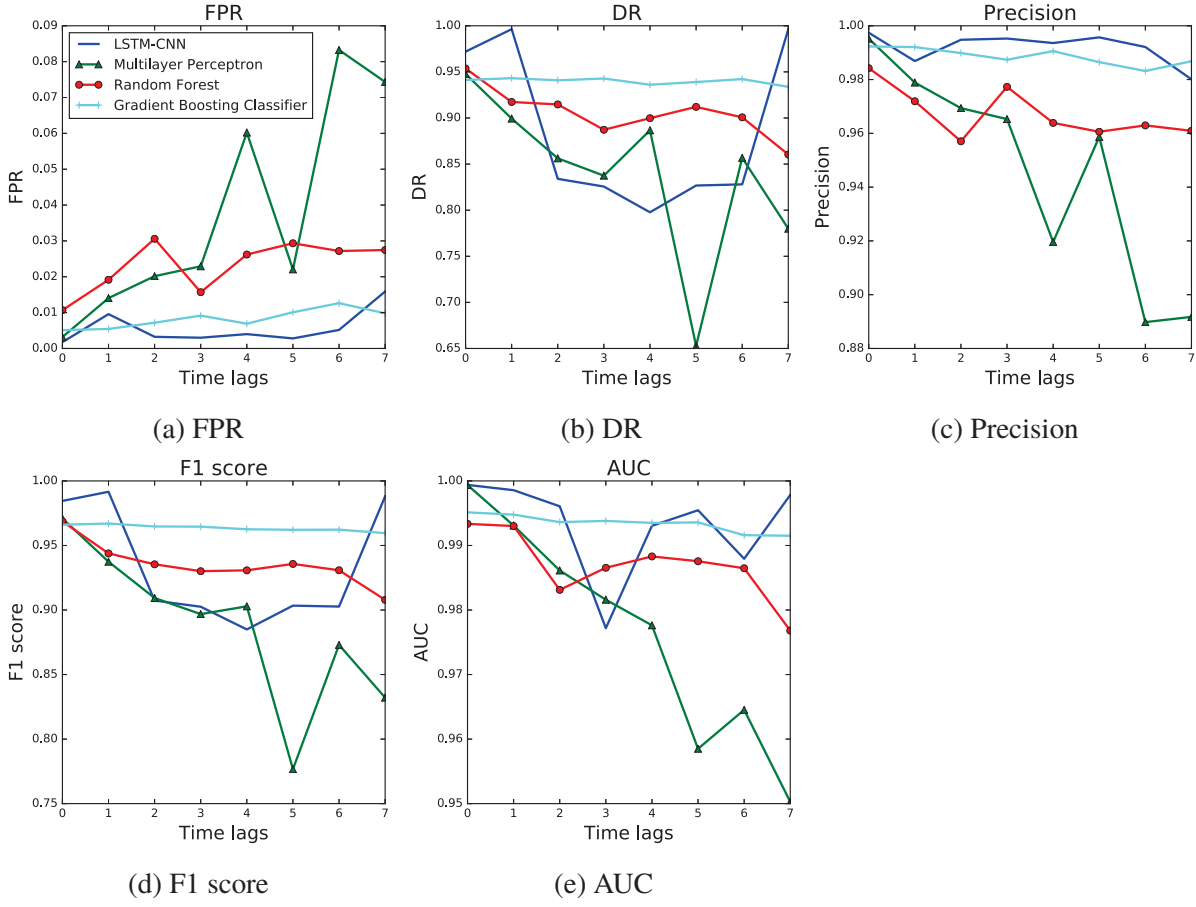 FPR
0.09
0.08
0.07
0.06
0.05
0.04
0.03
0.02
0.01
0.00
FPR
LSTM-CNN
Multilayer Perceptron
Random Forest
Gradient Boosting Classifier
0 1 2 3 4 5 6 7
Time lags
(a) FPR
DR
1.00
0.95
0.90
0.85
0.80
0.75
0.70
0.65
DR
0 1 2 3 4 5 6 7
Time lags
(b) DR
Precision
1.00
0.98
0.96
0.94
0.92
0.90
0.88
Precision
0 1 2 3 4 5 6 7
Time lags
(c) Precision
F1 score
1.00
0.95
0.90
0.85
0.80
0.75
F1 score
0 1 2 3 4 5 6 7
Time lags
(d) F1 score
AUC
1.00
0.99
0.98
0.97
0.96
0.95
AUC
0 1 2 3 4 5 6 7
Time lags
(e) AUC